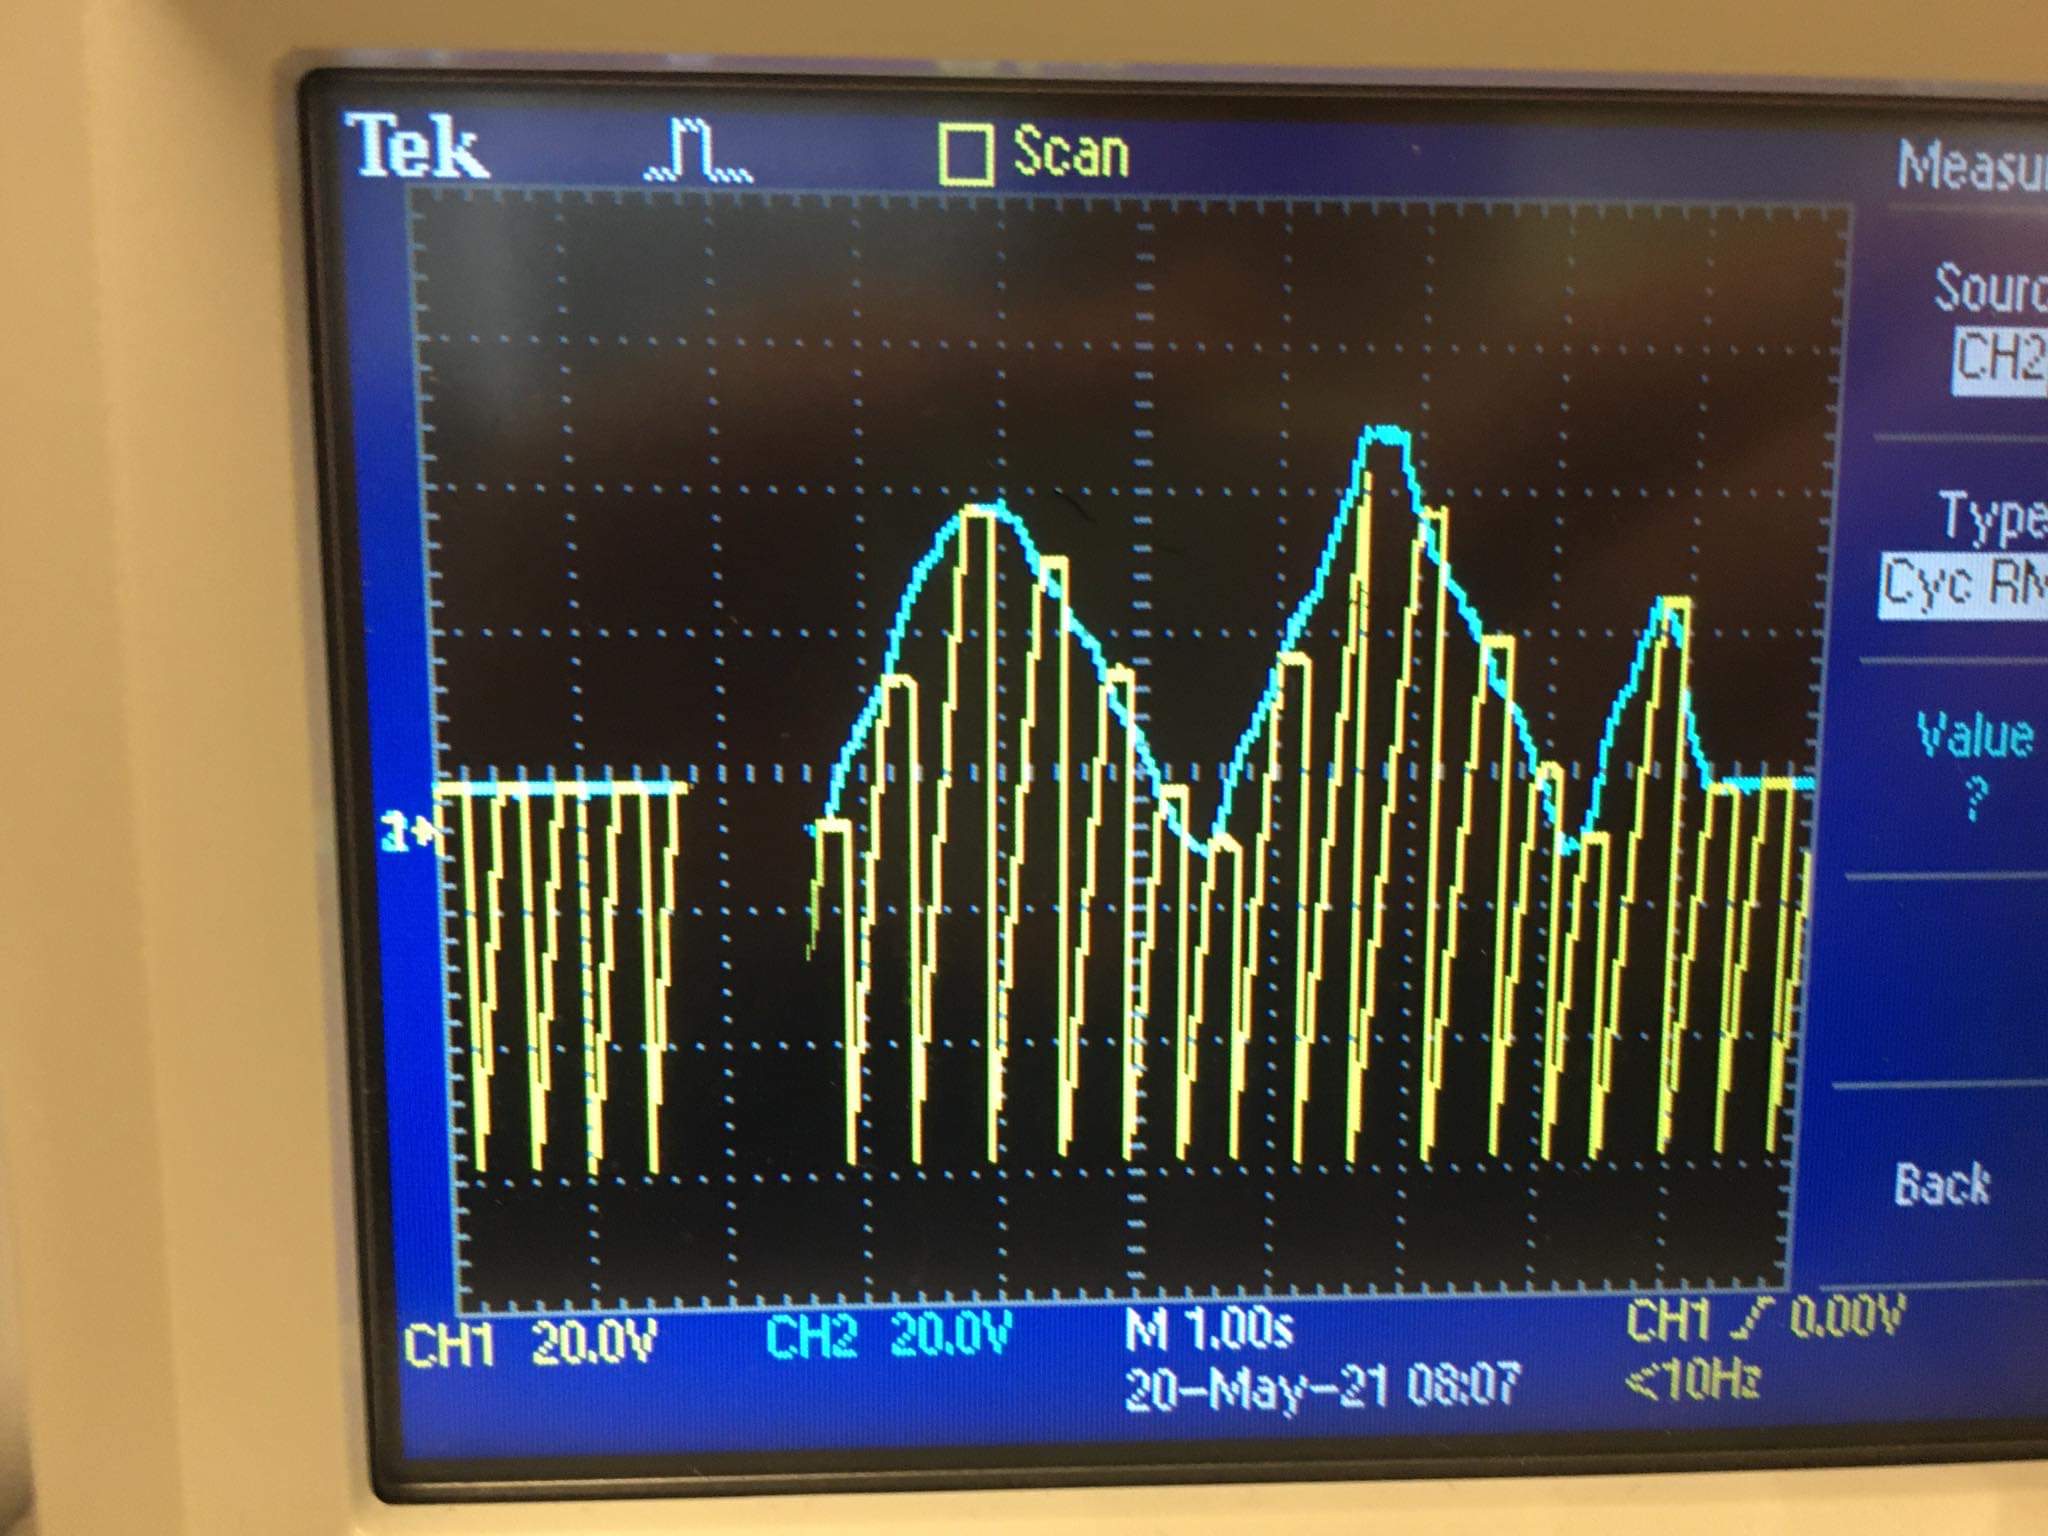 Tek Scan
Measu
Sourc
CH2
Type
Cyc RM
Value
?
Back
CH1 20.0V CH2 20.0V M 1.00s CH1 0.00V
20-May-21 08:07 <10Hz